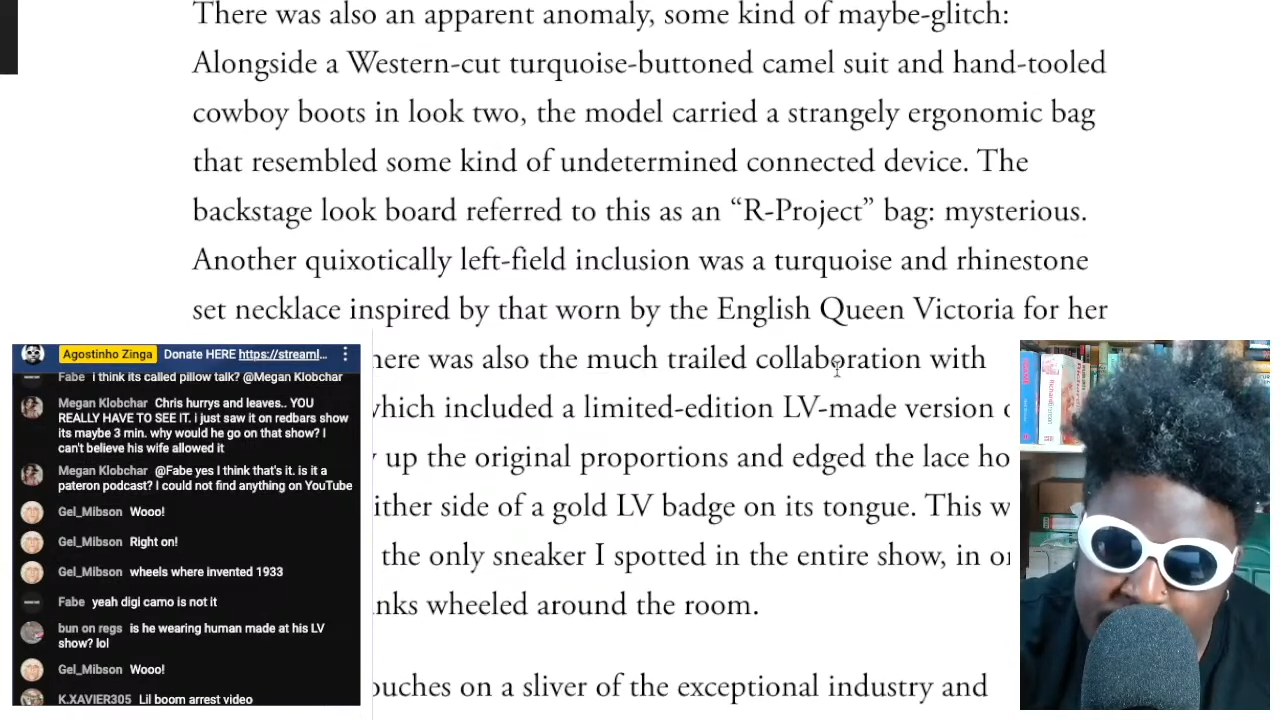 There was also an apparent anomaly, some kind of maybe-glitch:
Alongside a Western-cut turquoise-buttoned camel suit and hand-tooled
cowboy boots in look two, the model carried a strangely ergonomic bag
that resembled some kind of undetermined connected device. The
backstage look board referred to this as an “R-Project” bag: mysterious.
Another quixotically left-field inclusion was a turquoise and rhinestone
set necklace inspired by that worn by the English Queen Victoria for her
here was also the much trailed collaboration with
which included a limited-edition LV-made version
up the original proportions and edged the lace
either side of a gold LV badge on its tongue. This
the only sneaker I spotted in the entire show, in
wheeled around the room.
touches on a sliver of the exceptional industry and
Agostinho Zinga Donate HERE https://streaml...
Fabe i think its called pillow talk? @Megan Klobchar
Megan Klobchar Chris hurrys and leaves.. YOU
REALLY HAVE TO SEE IT. i just saw it on redbars show
its maybe 3 min. why would he go on that show? I
can't believe his wife allowed it
Megan Klobchar @Fabe yes I think that's it. is it a
pateron podcast? I could not find anything on YouTube
Gel_Mibson Wooo!
Gel_Mibson Right on!
Gel_Mibson wheels where invented 1933
Fabe yeah digi camo is not it
bun on regs is he wearing human made at his LV
show? lol
Gel_Mibson Wooo!
K.XAVIER305 Lil boom arrest video